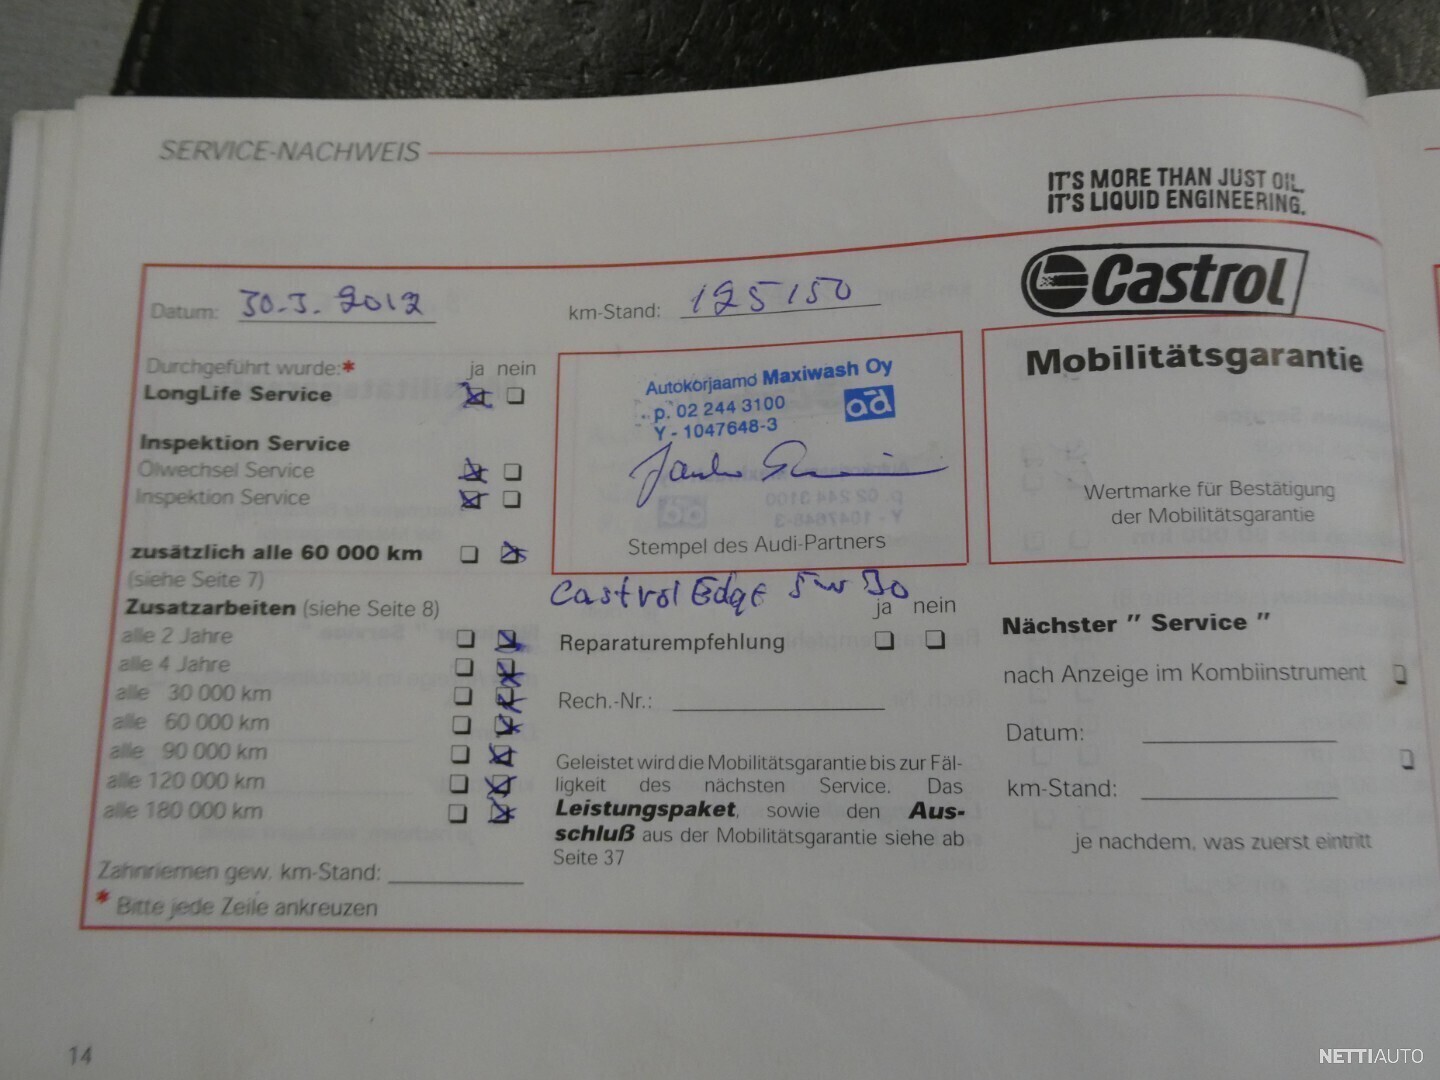 SERVICE-NACHWEIS
IT'S MORE THAN JUST OIL.
IT'S LIQUID ENGINEERING.
Castrol
Datum: 30.3.2012
km-Stand: 125150
Durchgeführt wurde:* ja nein
LongLife Service
Inspektion Service
Ölwechsel Service
Inspektion Service
zusätzlich alle 60 000 km
(siehe Seite 7)
Zusatzarbeiten (siehe Seite 8)
alle 2 Jahre
alle 4 Jahre
alle 30 000 km
alle 60 000 km
alle 90 000 km
alle 120 000 km
alle 180 000 km
Zahnriemen gew. km-Stand:
* Bitte jede Zeile ankreuzen
Autokorjaamo Maxiwash Oy
p. 02 244 3100
Y - 1047648-3
ad
Stempel des Audi-Partners
Castrol Edge 5w30
ja nein
Reparaturempfehlung
Rech.-Nr.:
Geleistet wird die Mobilitätsgarantie bis zur Fäl-
ligkeit des nächsten Service. Das
Leistungspaket, sowie den Aus-
schluß aus der Mobilitätsgarantie siehe ab
Seite 37
Mobilitätsgarantie
Wertmarke für Bestätigung
der Mobilitätsgarantie
Nächster " Service "
nach Anzeige im Kombiinstrument
Datum:
km-Stand:
je nachdem, was zuerst eintritt
14
NETTIAUTO